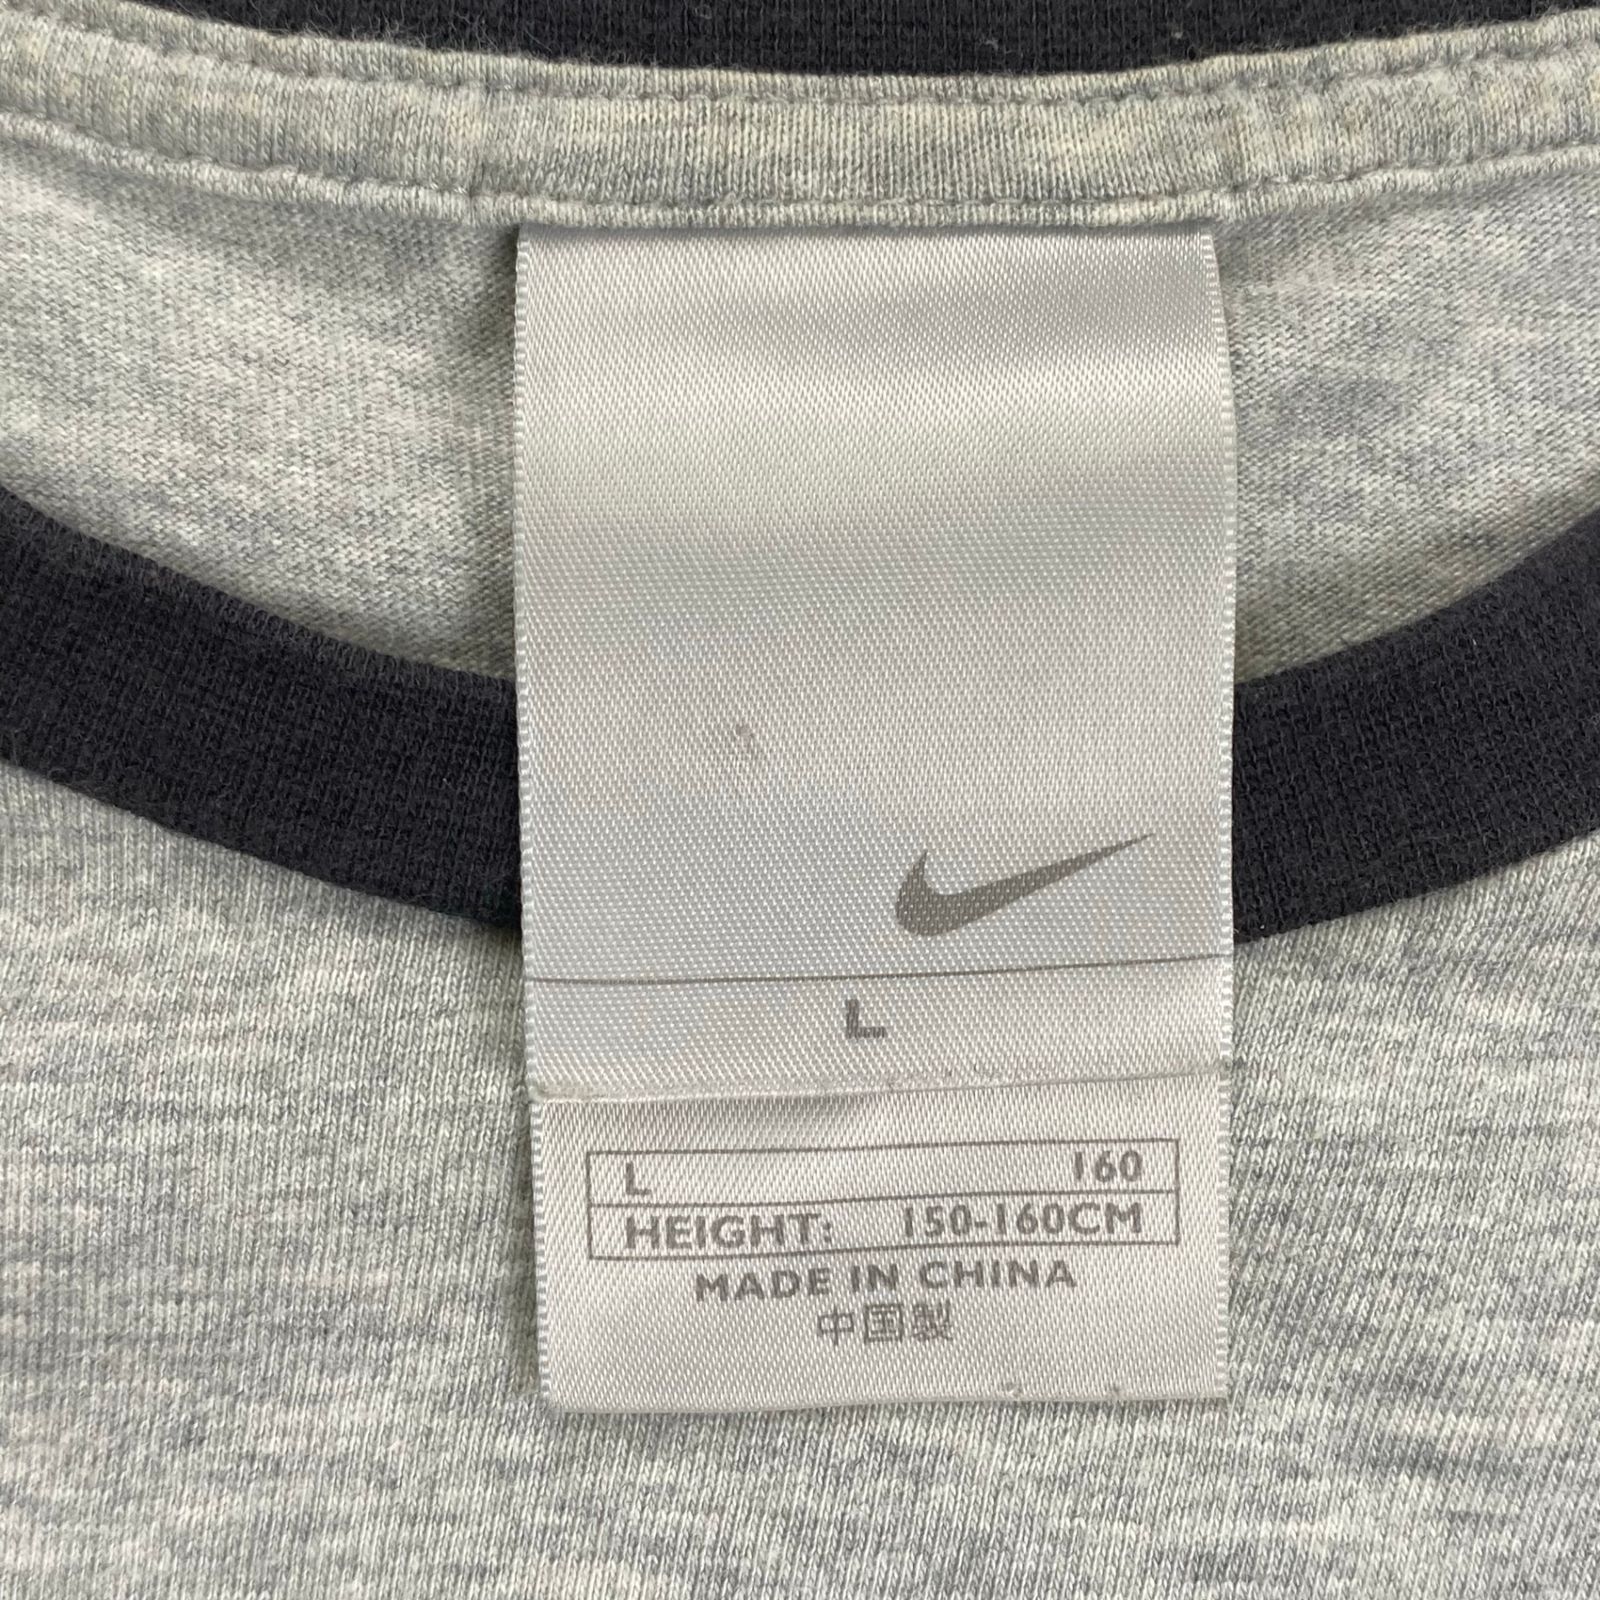 L
L 160
HEIGHT: 150-160CM
MADE IN CHINA
中国製